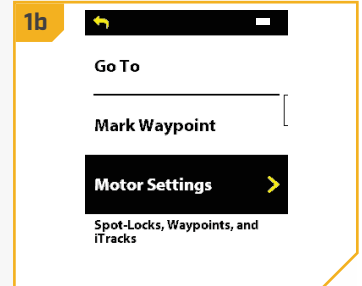 1b
Go To
Mark Waypoint
Motor Settings
Spot-Locks, Waypoints, and
iTracks